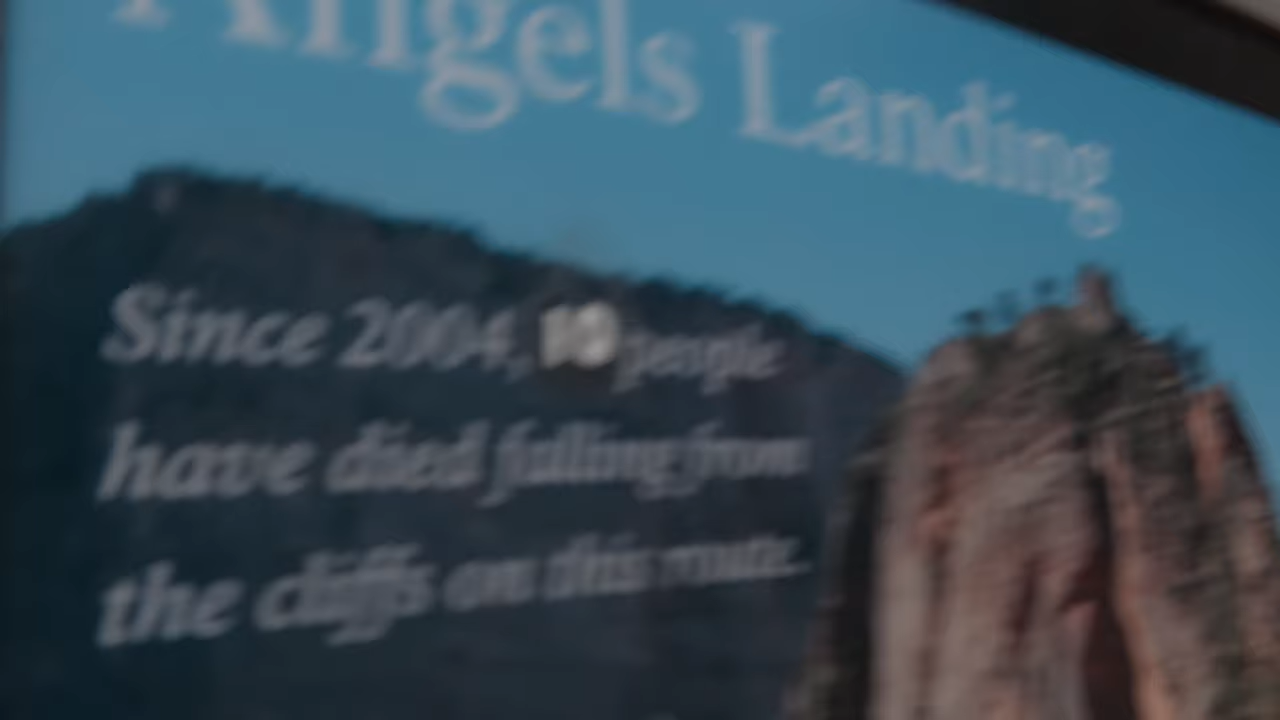 Angels Landing
Since 2004, people
have died falling from
the cliffs on this route.